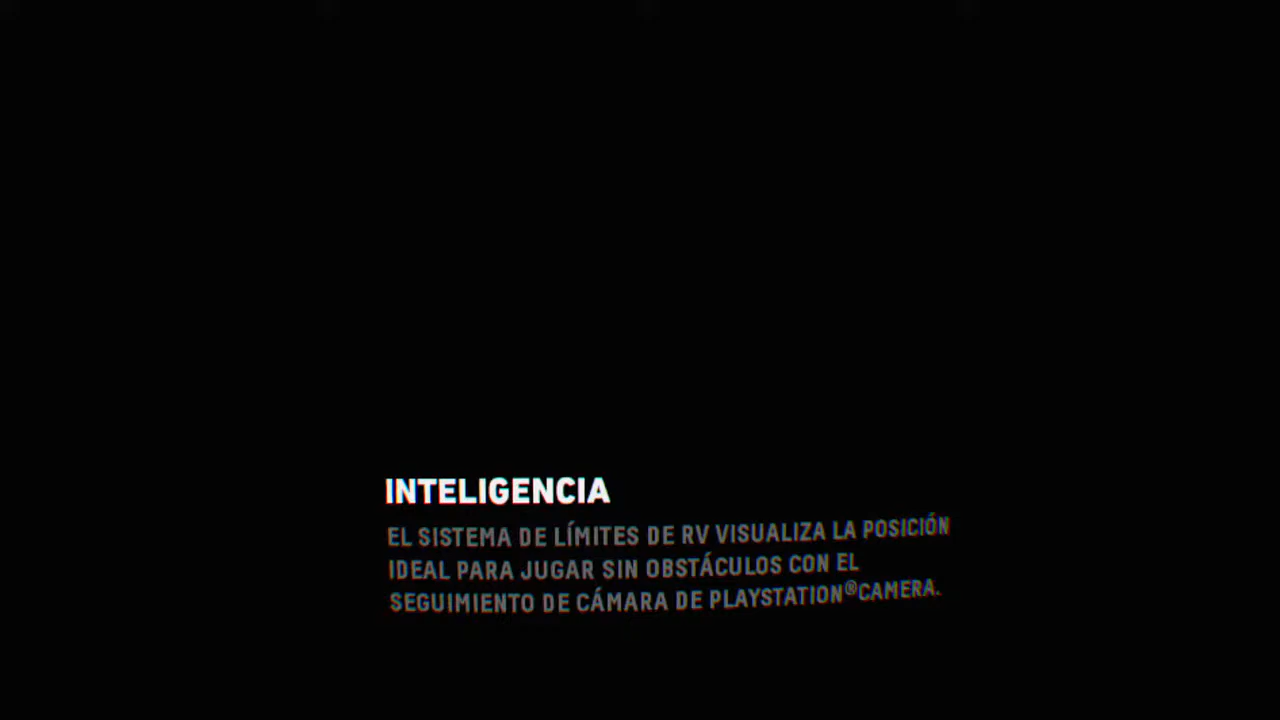 INTELIGENCIA
EL SISTEMA DE LÍMITES DE RV VISUALIZA LA POSICIÓN
IDEAL PARA JUGAR SIN OBSTÁCULOS CON EL
SEGUIMIENTO DE CÁMARA DE PLAYSTATION®CAMERA.